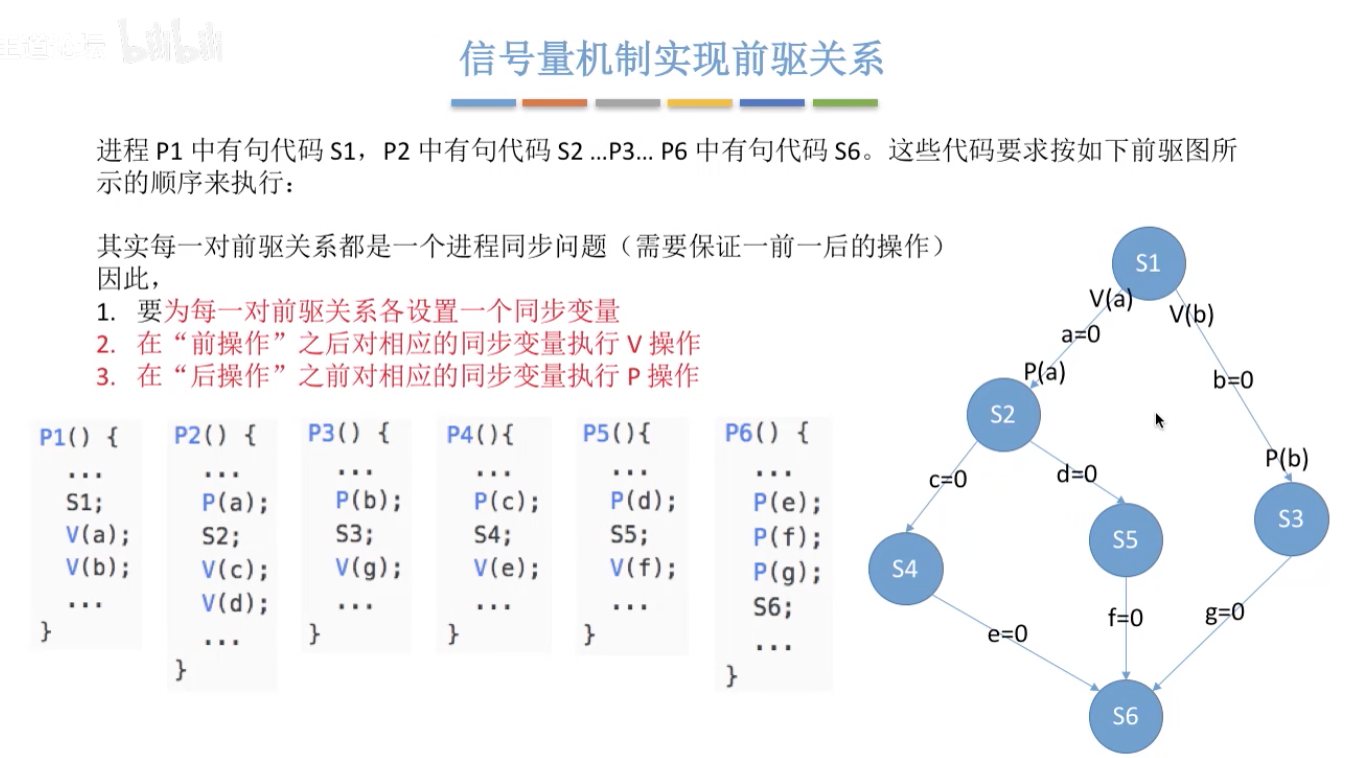 bilibili
信号量机制实现前驱关系
进程 P1 中有句代码 S1，P2 中有句代码 S2 ...P3... P6 中有句代码 S6。这些代码要求按如下前驱图所
示的顺序来执行：
其实每一对前驱关系都是一个进程同步问题（需要保证一前一后的操作）
因此，
1. 要为每一对前驱关系各设置一个同步变量
2. 在“前操作”之后对相应的同步变量执行 V 操作
3. 在“后操作”之前对相应的同步变量执行 P 操作
P1() {
...
S1;
V(a);
V(b);
...
}
P2() {
...
P(a);
S2;
V(c);
V(d);
...
}
P3() {
...
P(b);
S3;
V(g);
...
}
P4(){
...
P(c);
S4;
V(e);
...
}
P5(){
...
P(d);
S5;
V(f);
...
}
P6() {
...
P(e);
P(f);
P(g);
S6;
...
}
S1
V(a)
V(b)
a=0
P(a)
b=0
S2
P(b)
c=0
d=0
S3
S5
S4
f=0
g=0
e=0
S6